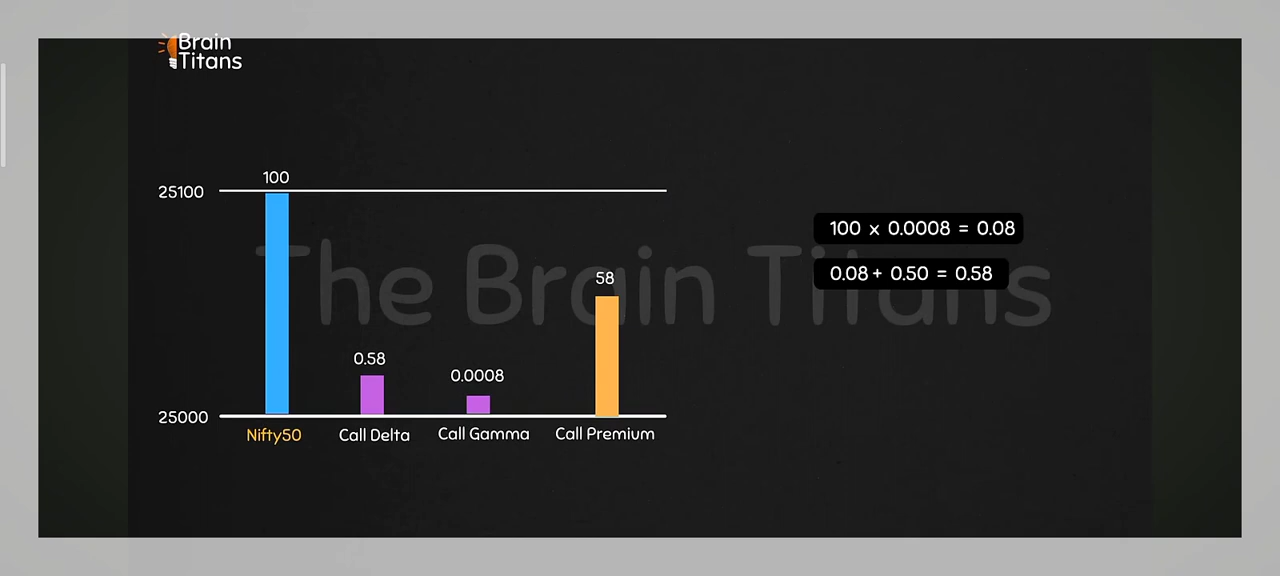 Brain
Titans
100
25100
100 x 0.0008 = 0.08
The Brain Titans
0.08 + 0.50 = 0.58
58
0.58
0.0008
25000
Nifty50
Call Delta
Call Gamma
Call Premium